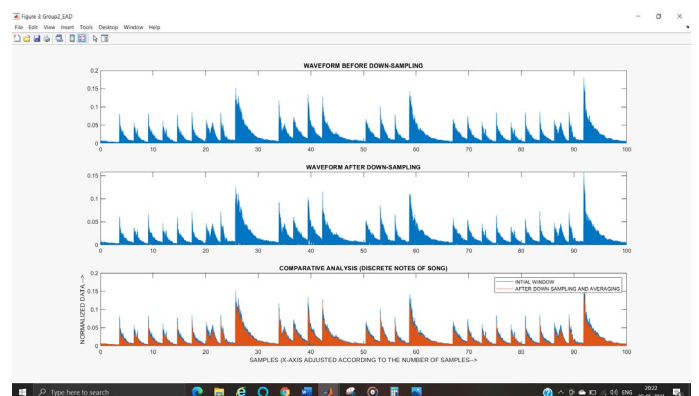 Figure 3: Group2_EAD
File Edit View Insert Tools Desktop Window Help
WAVEFORM BEFORE DOWN-SAMPLING
0.2
0.15
0.1
0.05
0
0 10 20 30 40 50 60 70 80 90 100
WAVEFORM AFTER DOWN-SAMPLING
0.15
0.1
0.05
0
0 10 20 30 40 50 60 70 80 90 100
COMPARATIVE ANALYSIS (DISCRETE NOTES OF SONG)
NORMALIZED DATA -->
0.2
0.15
0.1
0.05
0
INTIAL WINDOW
AFTER DOWN SAMPLING AND AVERAGING
0 10 20 30 40 50 60 70 80 90 100
SAMPLES (X-AXIS ADJUSTED ACCORDING TO THE NUMBER OF SAMPLES-->
Type here to search
ENG
20:22